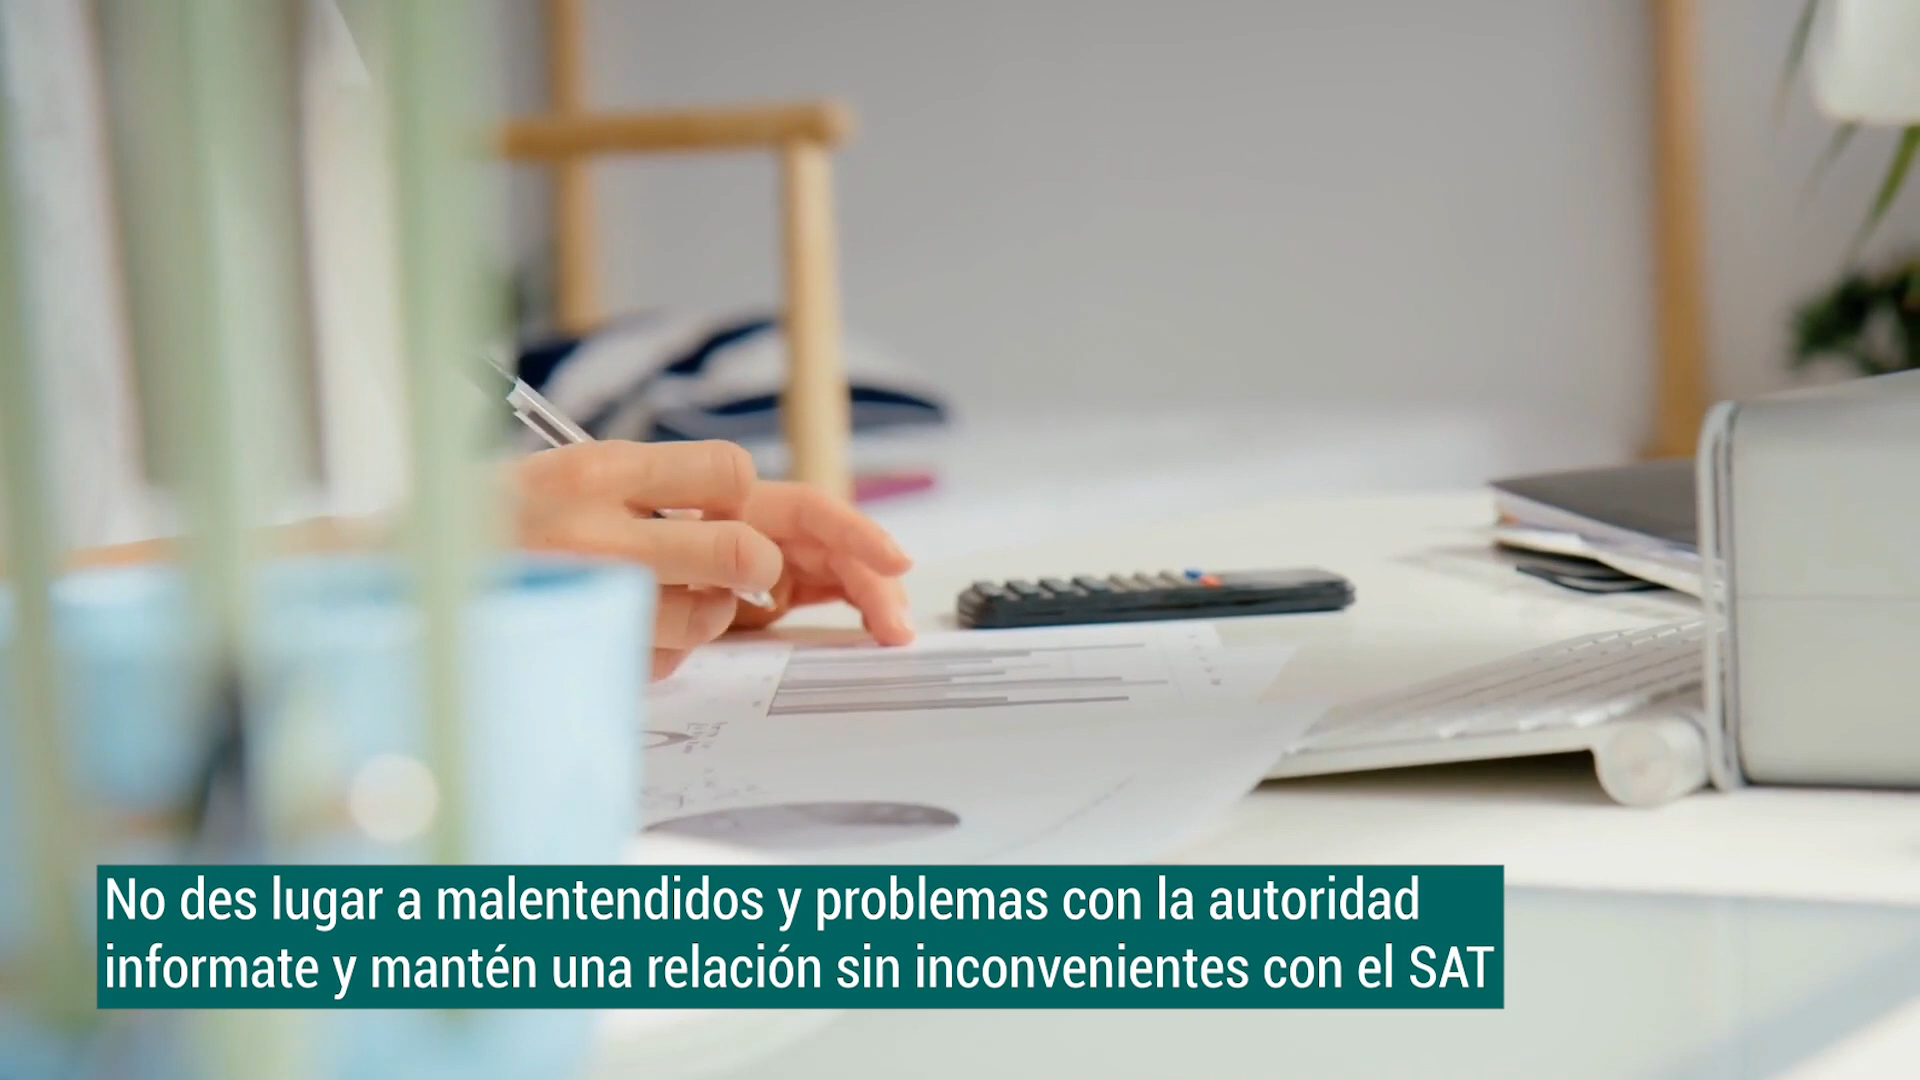 No des lugar a malentendidos y problemas con la autoridad
informate y mantén una relación sin inconvenientes con el SAT